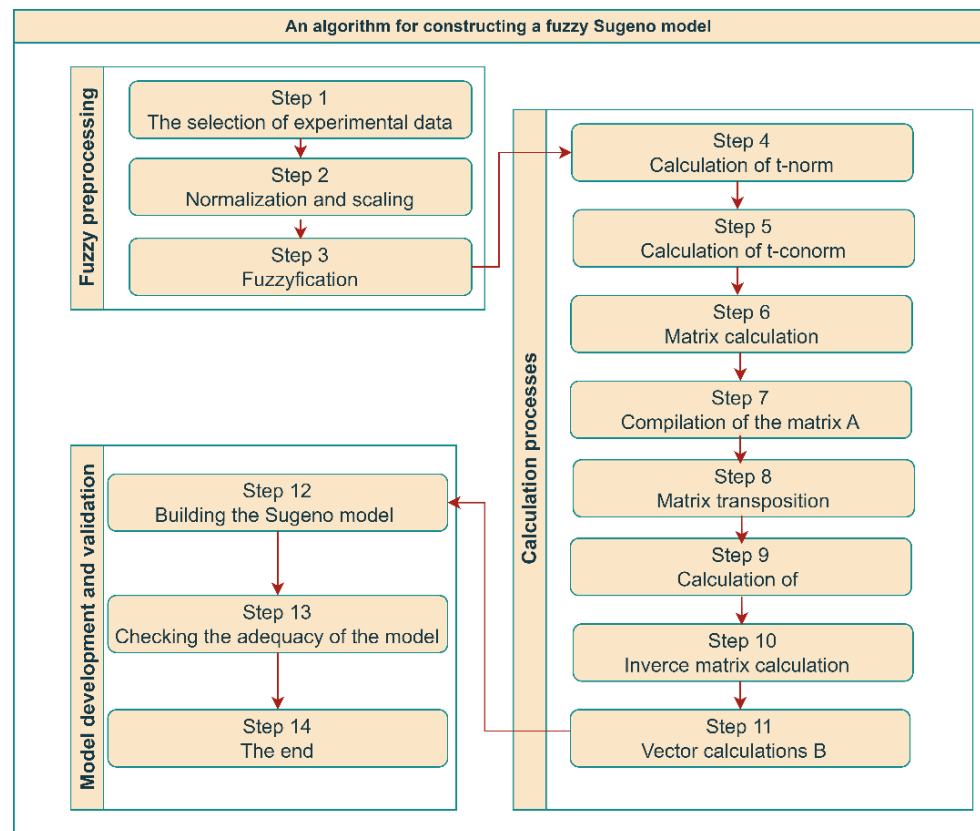 An algorithm for constructing a fuzzy Sugeno model
Fuzzy preprocessing
Step 1
The selection of experimental data
Step 2
Normalization and scaling
Step 3
Fuzzyfication
Calculation processes
Step 4
Calculation of t-norm
Step 5
Calculation of t-conorm
Step 6
Matrix calculation
Step 7
Compilation of the matrix A
Step 8
Matrix transposition
Step 9
Calculation of
Step 10
Inverce matrix calculation
Step 11
Vector calculations B
Model development and validation
Step 12
Building the Sugeno model
Step 13
Checking the adequacy of the model
Step 14
The end